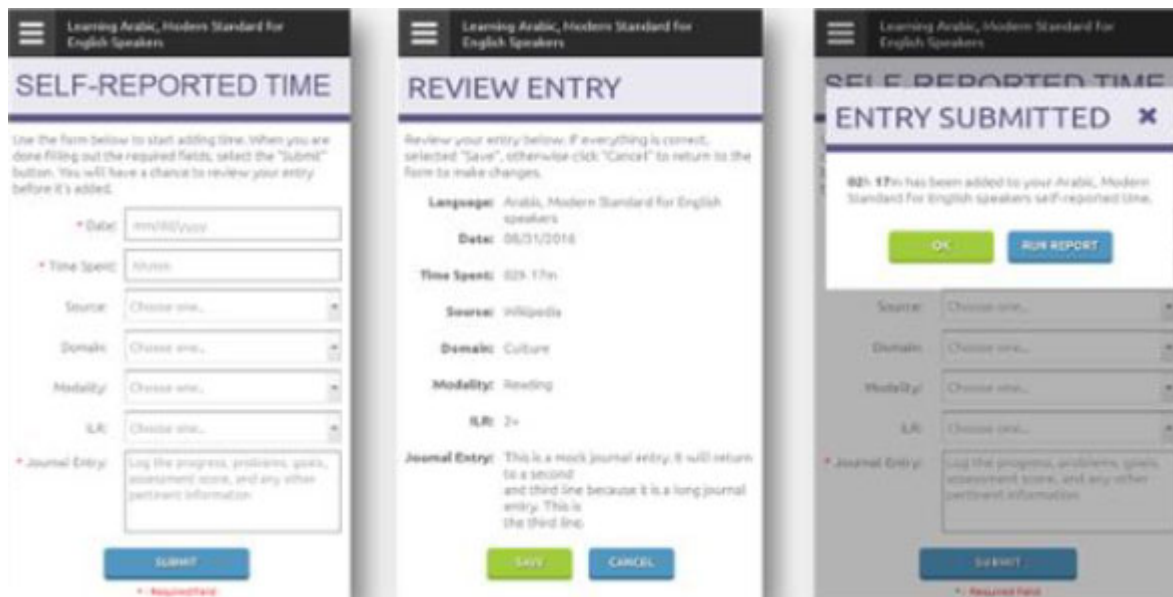 Learning Arabic, Modern Standard for
English Speakers
SELF-REPORTED TIME
Use the form below to start adding time. When you are
done filling out the required fields, select the "Submit"
button. You will have a chance to review your entry
before it's added.
* Date: mm/dd/yyyy
* Time Spent: hh:mm
Source: Choose one...
Domain: Choose one...
Modality: Choose one...
ILR: Choose one...
* Journal Entry: Log the progress, problems, goals,
assessment score, and any other
pertinent information
SUBMIT
* - Required Field
Learning Arabic, Modern Standard for
English Speakers
REVIEW ENTRY
Review your entry below. If everything is correct,
selected "Save", otherwise click "Cancel" to return to the
form to make changes.
Language: Arabic, Modern Standard for English
speakers
Date: 08/31/2016
Time Spent: 02h 17m
Source: Wikipedia
Domain: Culture
Modality: Reading
ILR: 2+
Journal Entry: This is a mock journal entry. It will return
to a second
and third line because it is a long journal
entry. This is
the third line.
SAVE CANCEL
Learning Arabic, Modern Standard for
English Speakers
SELF-REPORTED TIME
ENTRY SUBMITTED ×
02h 17m has been added to your Arabic, Modern
Standard for English speakers self-reported time.
OK RUN REPORT
Source: Choose one...
Domain: Choose one...
Modality: Choose one...
ILR: Choose one...
* Journal Entry: Log the progress, problems, goals,
assessment score, and any other
pertinent information
SUBMIT
* - Required Field